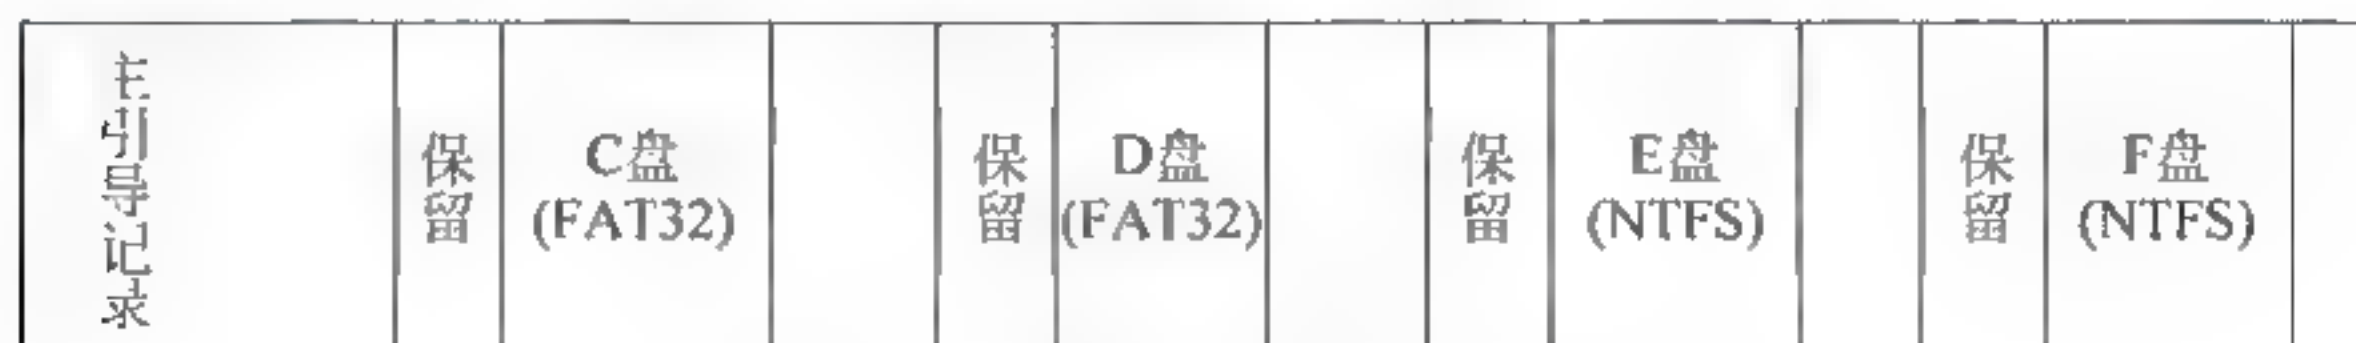 主引导记录
保留
C盘
(FAT32)
保留
D盘
(FAT32)
保留
E盘
(NTFS)
保留
F盘
(NTFS)